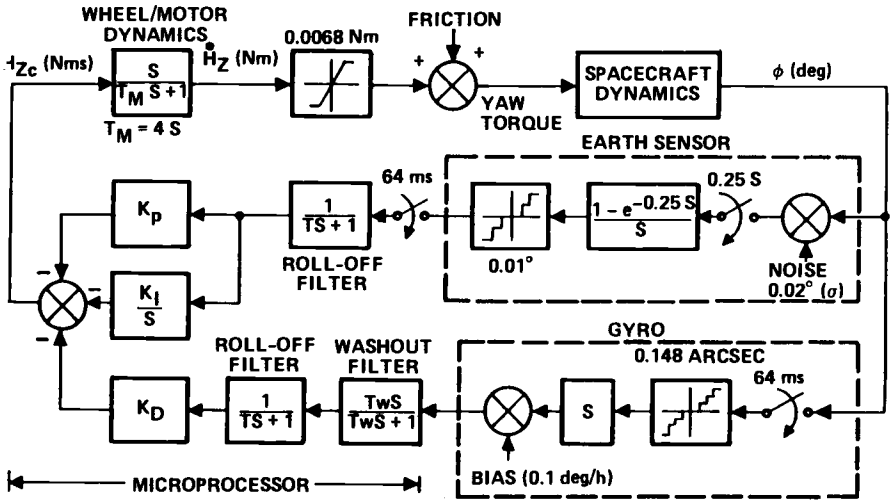 WHEEL/MOTOR
DYNAMICS
HZc (Nms)
S
TM S+1
TM = 4 S
ḢZ (Nm)
0.0068 Nm
FRICTION
+
+
YAW
TORQUE
SPACECRAFT
DYNAMICS
ϕ (deg)
EARTH SENSOR
Kp
1
TS + 1
ROLL-OFF
FILTER
64 ms
0.01°
1 – e-0.25 S
S
0.25 S
NOISE
0.02° (σ)
–
–
–
KI
S
GYRO
KD
ROLL-OFF
FILTER
1
TS + 1
WASHOUT
FILTER
TwS
TwS + 1
BIAS (0.1 deg/h)
S
0.148 ARCSEC
64 ms
MICROPROCESSOR